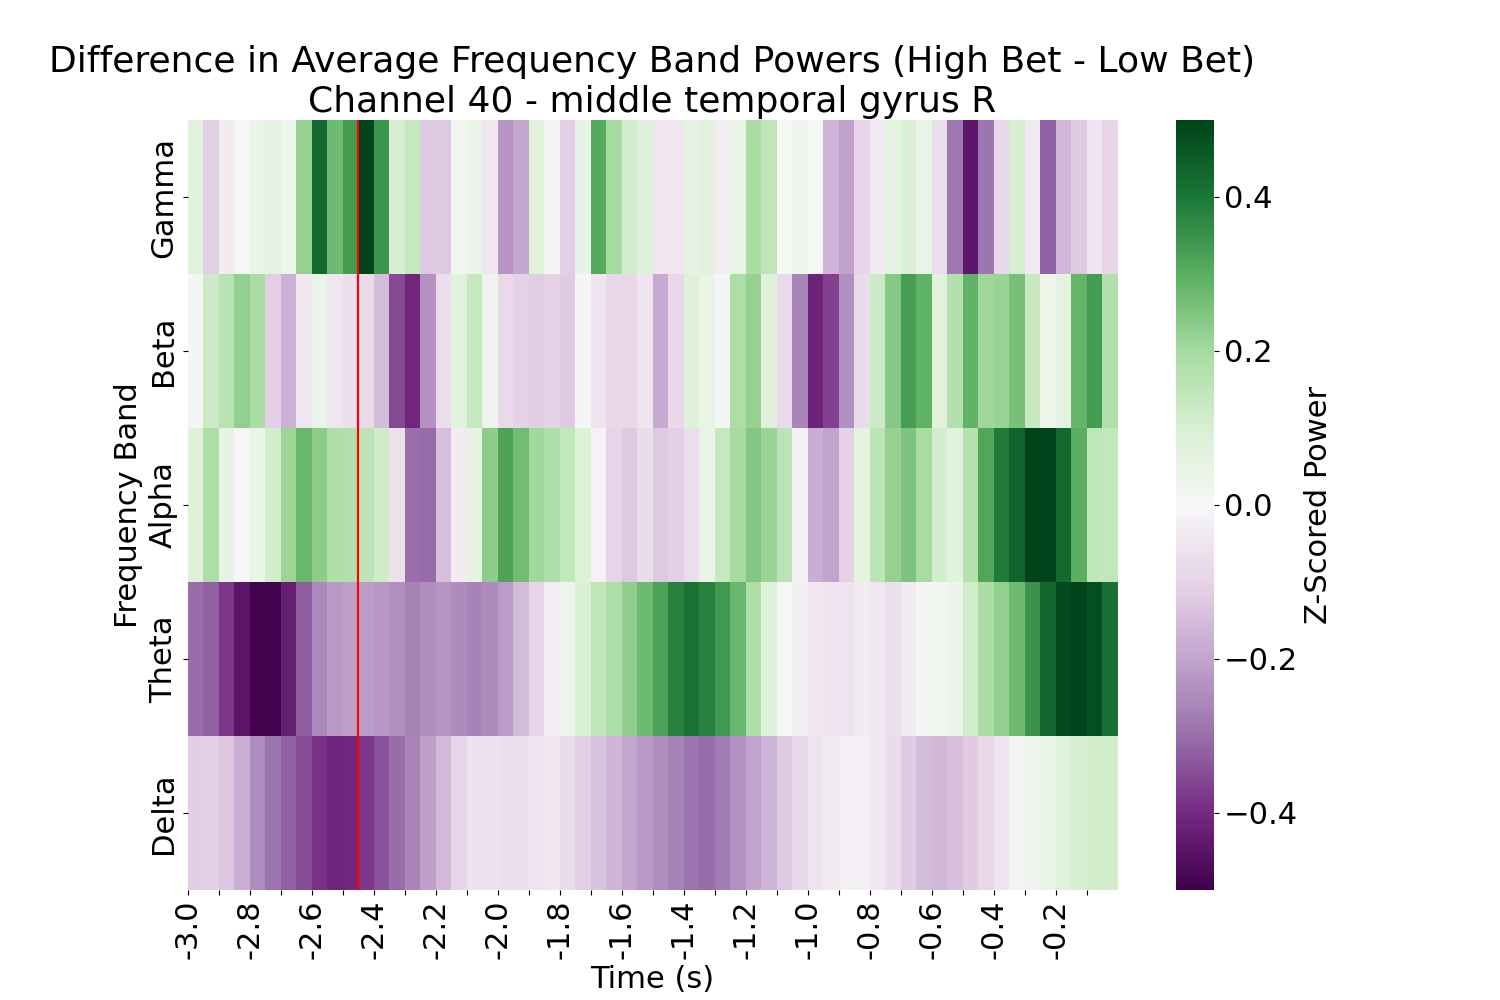 Difference in Average Frequency Band Powers (High Bet - Low Bet)
Channel 40 - middle temporal gyrus R
Frequency Band
Gamma
Beta
Alpha
Theta
Delta
-3.0
-2.8
-2.6
-2.4
-2.2
-2.0
-1.8
-1.6
-1.4
-1.2
-1.0
-0.8
-0.6
-0.4
-0.2
Time (s)
0.4
0.2
0.0
−0.2
−0.4
Z-Scored Power